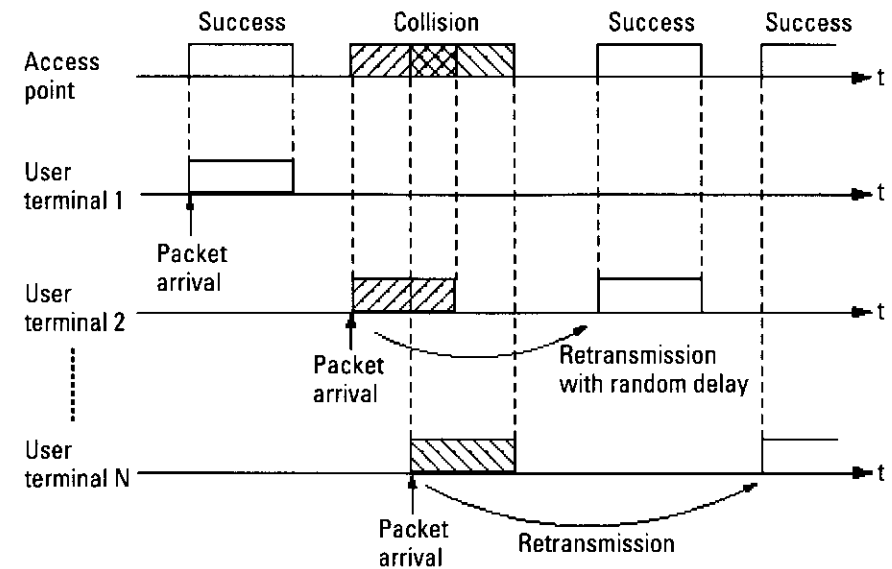 Success
Collision
Success
Success
Access
point
t
User
terminal 1
t
Packet
arrival
User
terminal 2
t
Packet
arrival
Retransmission
with random delay
User
terminal N
t
Packet
arrival
Retransmission